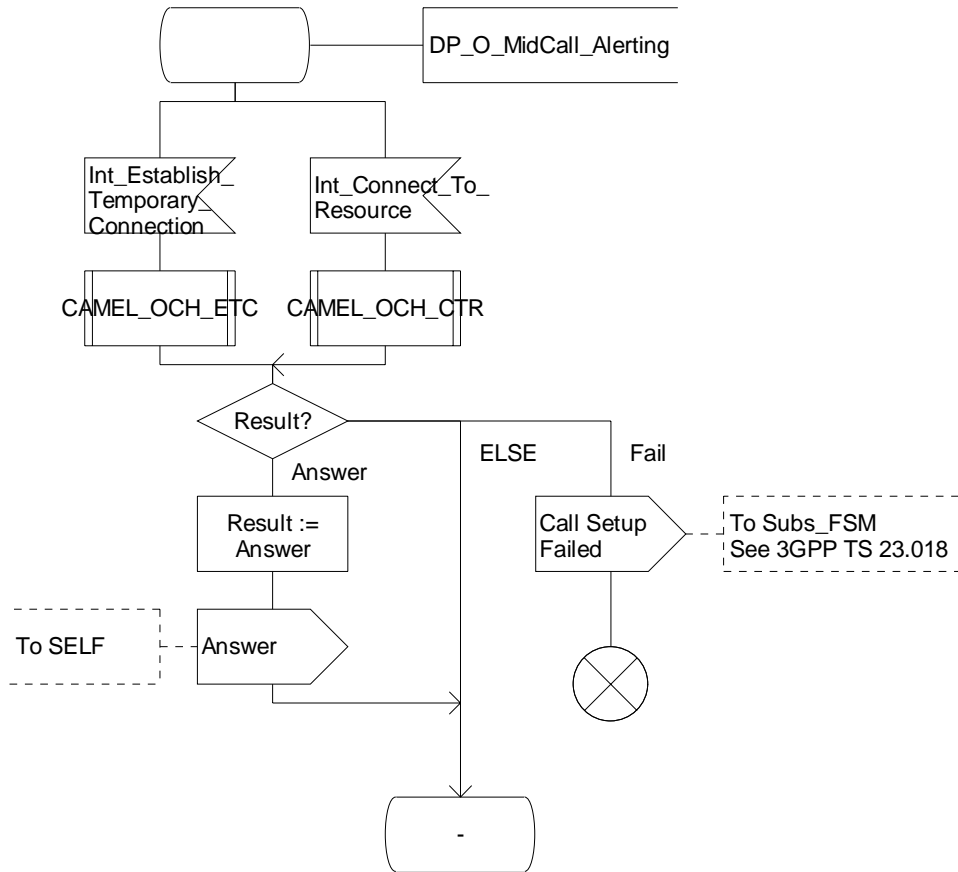 DP_O_MidCall_Alerting
Int_Establish_
Temporary_
Connection
Int_Connect_To_
Resource
CAMEL_OCH_ETC
CAMEL_OCH_CTR
Result?
ELSE
Fail
Answer
Result :=
Answer
Call Setup
Failed
To Subs_FSM
See 3GPP TS 23.018
To SELF
Answer
-